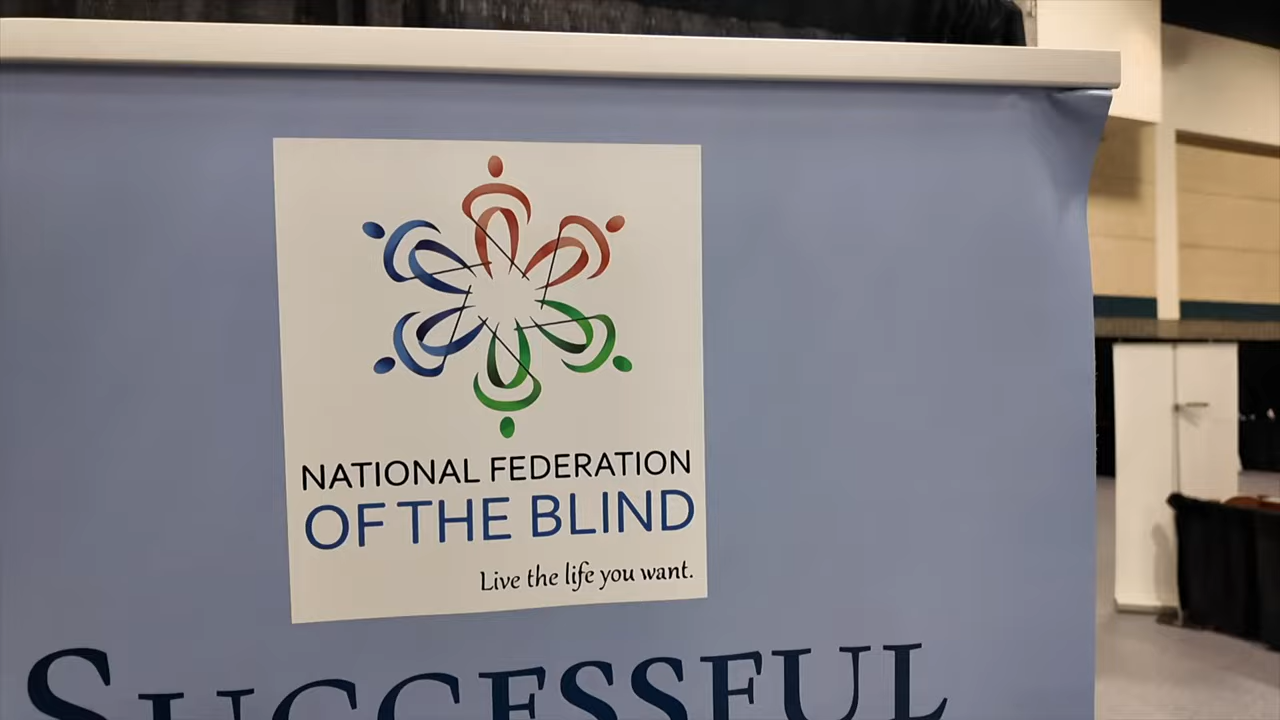 NATIONAL FEDERATION
OF THE BLIND
Live the life you want.
SUCCESSFUL